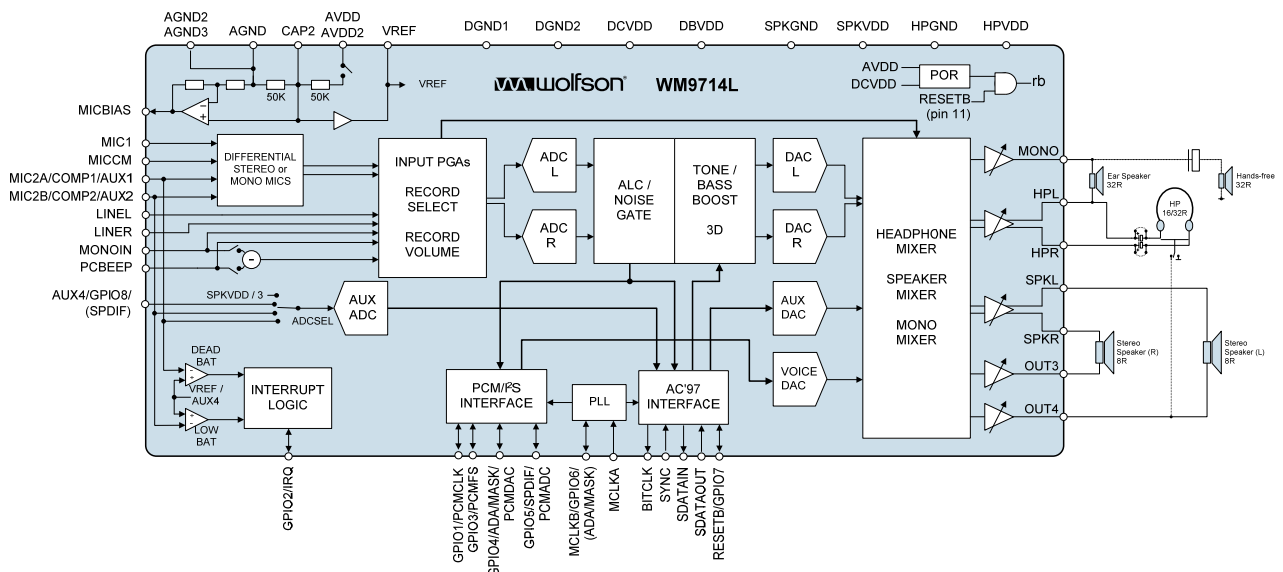 AGND2
AGND3
AGND
CAP2
AVDD
AVDD2
VREF
DGND1
DGND2
DCVDD
DBVDD
SPKGND
SPKVDD
HPGND
HPVDD
wolfson
WM9714L
AVDD
DCVDD
POR
RESETB
(pin 11)
rb
VREF
50K
50K
MICBIAS
MIC1
MICCM
MIC2A/COMP1/AUX1
MIC2B/COMP2/AUX2
LINEL
LINER
MONOIN
PCBEEP
AUX4/GPIO8/
(SPDIF)
DIFFERENTIAL
STEREO or
MONO MICS
INPUT PGAs
RECORD
SELECT
RECORD
VOLUME
ADC
L
ADC
R
ALC /
NOISE
GATE
TONE /
BASS
BOOST
3D
DAC
L
DAC
R
HEADPHONE
MIXER
SPEAKER
MIXER
MONO
MIXER
MONO
HPL
HPR
SPKL
SPKR
OUT3
OUT4
Ear Speaker
32R
Hands-free
32R
HP
16/32R
Stereo
Speaker (R)
8R
Stereo
Speaker (L)
8R
SPKVDD / 3
ADCSEL
AUX
ADC
AUX
DAC
VOICE
DAC
DEAD
BAT
VREF /
AUX4
LOW
BAT
INTERRUPT
LOGIC
PCM/I²S
INTERFACE
PLL
AC'97
INTERFACE
GPIO2/IRQ
GPIO1/PCMCLK
GPIO3/PCMFS
GPIO4/ADA/MASK/
PCMDAC
GPIO5/SPDIF/
PCMADC
MCLKB/GPIO6/
(ADA/MASK)
MCLKA
BITCLK
SYNC
SDATAIN
SDATAOUT
RESETB/GPIO7